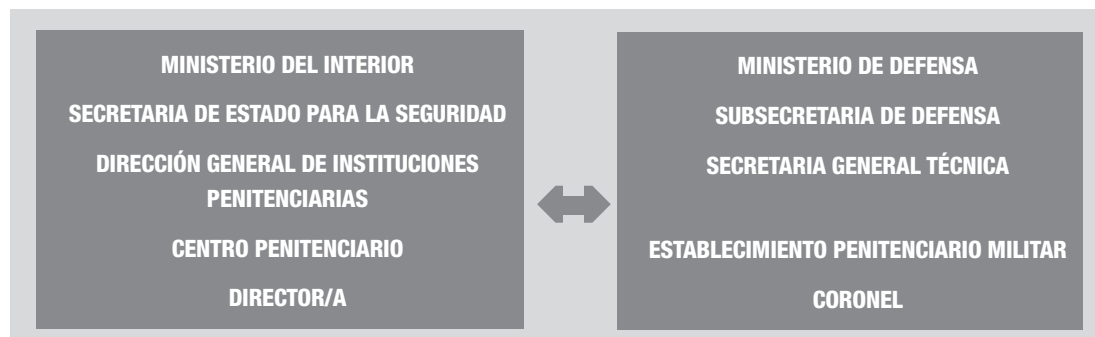 MINISTERIO DEL INTERIOR
SECRETARIA DE ESTADO PARA LA SEGURIDAD
DIRECCIÓN GENERAL DE INSTITUCIONES
PENITENCIARIAS
CENTRO PENITENCIARIO
DIRECTOR/A
MINISTERIO DE DEFENSA
SUBSECRETARIA DE DEFENSA
SECRETARIA GENERAL TÉCNICA
ESTABLECIMIENTO PENITENCIARIO MILITAR
CORONEL